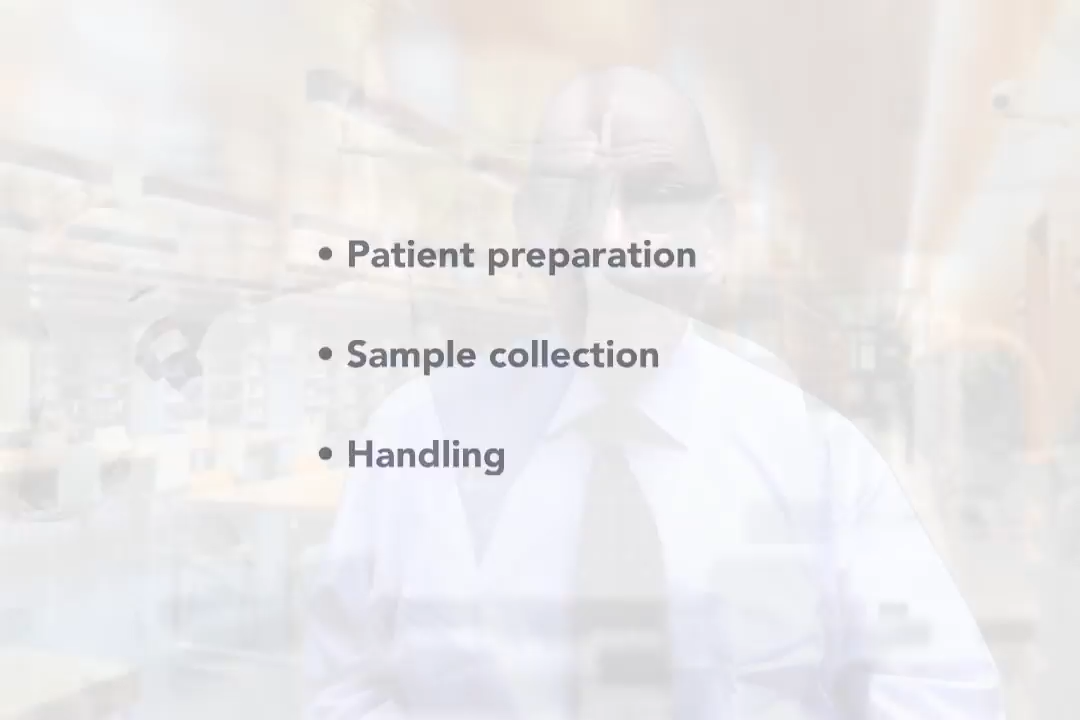 • Patient preparation
• Sample collection
• Handling